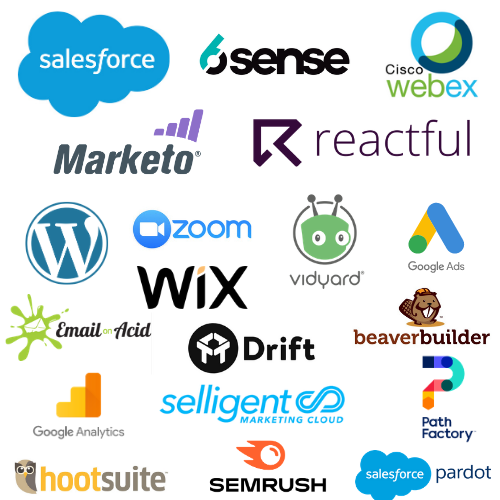 salesforce
6sense
Cisco
webex
Marketo®
reactful
zoom
vidyard®
Google Ads
WiX
Email on Acid
Drift
beaverbuilder
Google Analytics
selligent
MARKETING CLOUD
Path
Factory
hootsuite™
SEMRUSH
salesforce pardot